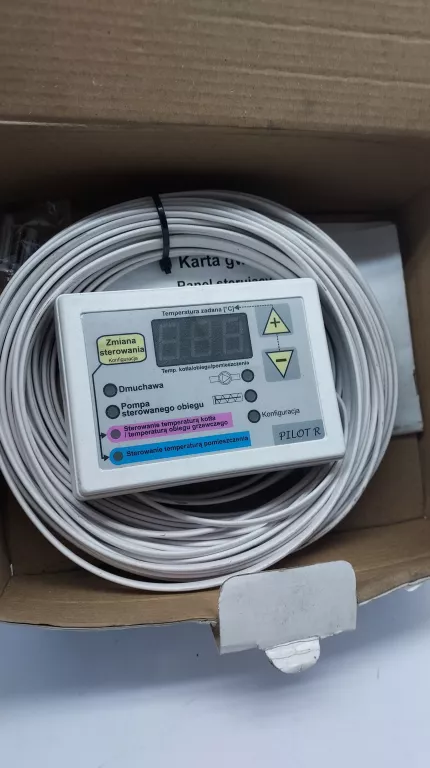 Karta
Panel sterujący
Temperatura zadana [°C]
Zmiana
sterowania
Konfiguracja
+
-
Temp. kotła/obiegu/pomieszczenia
Dmuchawa
Pompa
sterowanego obiegu
Konfiguracja
Sterowanie temperaturą kotła
i temperaturą obiegu grzewczego
Sterowanie temperaturą pomieszczenia
PILOT R